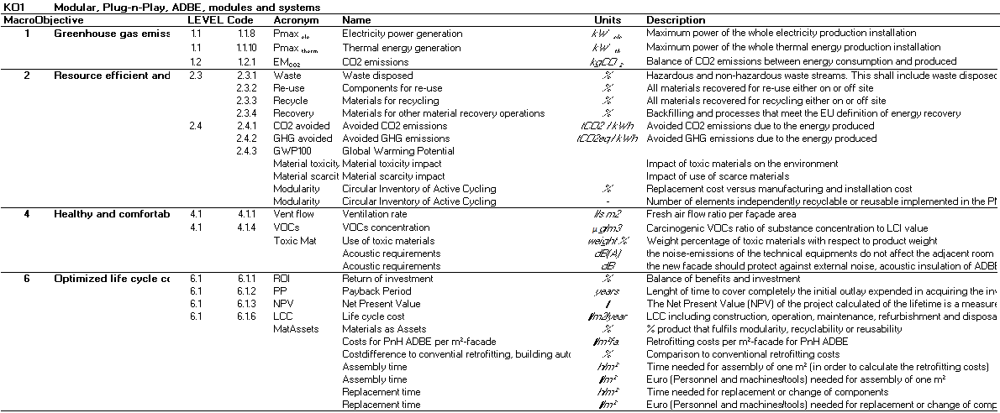 KO1 Modular, Plug-n-Play, ADBE, modules and systems
MacroObjective LEVEL Code Acronym Name Units Description
1 Greenhouse gas emiss 1.1 1.1.8 Pmax ele Electricity power generation kW ele Maximum power of the whole electricity production installation
1.1 1.1.10 Pmax therm Thermal energy generation kW th Maximum power of the whole thermal energy production installation
1.2 1.2.1 EMCO2 CO2 emissions kgCO 2 Balance of CO2 emissions between energy consumption and produced
2 Resource efficient and 2.3 2.3.1 Waste Waste disposed % Hazardous and non-hazardous waste streams. This shall include waste disposed
2.3.2 Re-use Components for re-use % All materials recovered for re-use either on or off site
2.3.3 Recycle Materials for recycling % All materials recovered for recycling either on or off site
2.3.4 Recovery Materials for other material recovery operations % Backfilling and processes that meet the EU definition of energy recovery
2.4 2.4.1 CO2 avoided Avoided CO2 emissions tCO2 / kWh Avoided CO2 emissions due to the energy produced
2.4.2 GHG avoided Avoided GHG emissions tCO2eq / kWh Avoided GHG emissions due to the energy produced
2.4.3 GWP100 Global Warming Potential
Material toxicity Material toxicity impact Impact of toxic materials on the environment
Material scarcit Material scarcity impact Impact of use of scarce materials
Modularity Circular Inventory of Active Cycling % Replacement cost versus manufacturing and installation cost
Modularity Circular Inventory of Active Cycling - Number of elements independently recyclable or reusable implemented in the Pl
4 Healthy and comfortab 4.1 4.1.1 Vent flow Ventilation rate l/s m2 Fresh air flow ratio per façade area
4.1 4.1.4 VOCs VOCs concentration μg/m3 Carcinogenic VOCs ratio of substance concentration to LCI value
Toxic Mat Use of toxic materials weight % Weight percentage of toxic materials with respect to product weight
Acoustic requirements dB(A) the noise-emissions of the technical equipments do not affect the adjacent room
Acoustic requirements dB the new facade should protect against external noise, acoustic insulation of ADBE
6 Optimized life cycle co 6.1 6.1.1 ROI Return of investment % Balance of benefits and investment
6.1 6.1.2 PP Payback Period years Lenght of time to cover completely the initial outlay expended in acquiring the inv
6.1 6.1.3 NPV Net Present Value The Net Present Value (NPV) of the project calculated of the lifetime is a measure
6.1 6.1.6 LCC Life cycle cost /m2/year LCC including construction, operation, maintenance, refurbishment and disposa
MatAssets Materials as Assets % % product that fulfils modularity, recyclability or reusability
Costs for PnH ADBE per m²-facade /m²fa Retrofitting costs per m²-facade for PnH ADBE
Costdifference to convential retrofitting, building auto % Comparison to conventional retrofitting costs
Assembly time h/m² Time needed for assembly of one m² (in order to calculate the retrofitting costs)
Assembly time /m² Euro (Personnel and machines/tools) needed for assembly of one m²
Replacement time h/m² Time needed for replacement or change of components
Replacement time /m² Euro (Personnel and machines/tools) needed for replacement or change of comp